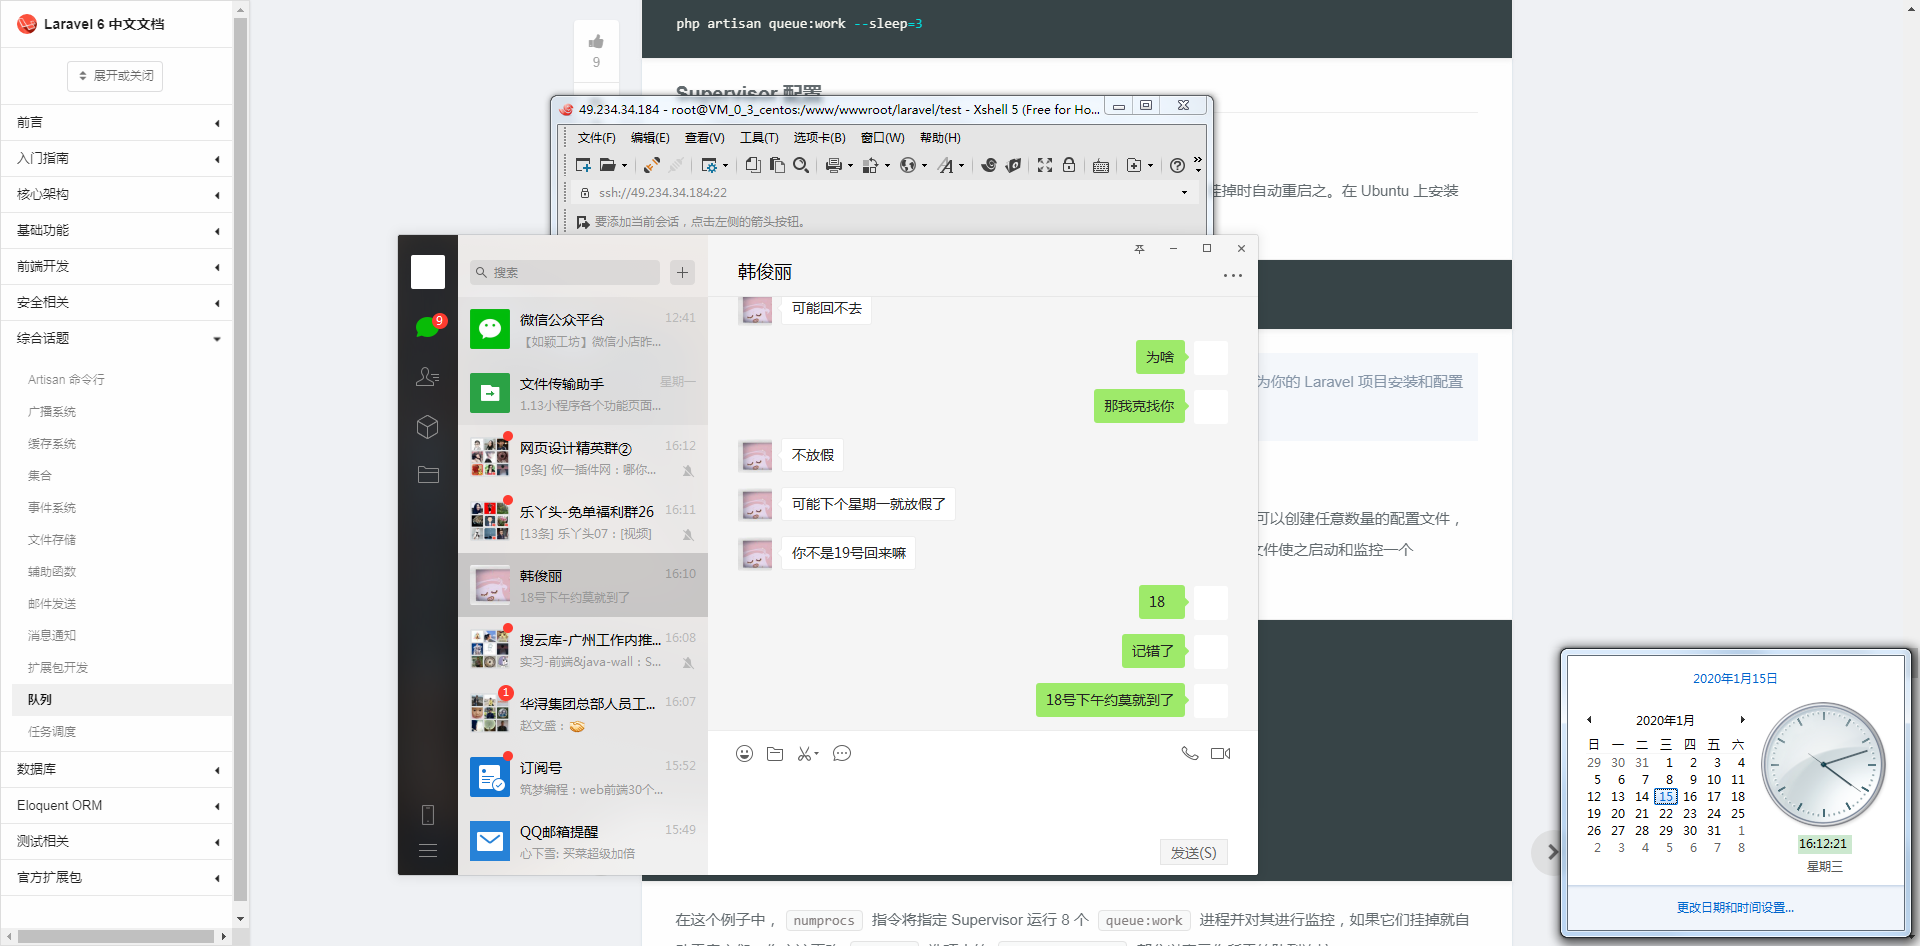 Laravel 6 中文文档
展开或关闭
前言
入门指南
核心架构
基础功能
前端开发
安全相关
综合话题
Artisan 命令行
广播系统
缓存系统
集合
事件系统
文件存储
辅助函数
邮件发送
消息通知
扩展包开发
队列
任务调度
数据库
Eloquent ORM
测试相关
官方扩展包
9
php artisan queue:work --sleep=3
Supervisor 配置
挂掉时自动重启之。在 Ubuntu 上安装
为你的 Laravel 项目安装和配置
可以创建任意数量的配置文件，
文件使之启动和监控一个
在这个例子中， numprocs 指令将指定 Supervisor 运行 8 个 queue:work 进程并对其进行监控，如果它们挂掉就自
49.234.34.184 - root@VM_0_3_centos:/www/wwwroot/laravel/test - Xshell 5 (Free for Ho...
文件(F) 编辑(E) 查看(V) 工具(T) 选项卡(B) 窗口(W) 帮助(H)
ssh://49.234.34.184:22
要添加当前会话，点击左侧的箭头按钮。
9
搜索
微信公众平台 12:41
【如颖工坊】微信小店昨...
文件传输助手 星期一
1.13小程序各个功能页面...
网页设计精英群② 16:12
[9条] 攸一插件网：哪你...
乐丫头-免单福利群26 16:11
[13条] 乐丫头07：[视频]
韩俊丽 16:10
18号下午约莫就到了
搜云库-广州工作内推... 16:08
实习-前端&java-wall：S...
1
华浔集团总部人员工... 16:07
赵文盛：
订阅号 15:52
筑梦编程：web前端30个...
QQ邮箱提醒 15:49
心下雪: 买菜超级加倍
韩俊丽
可能回不去
为啥
那我克找你
不放假
可能下个星期一就放假了
你不是19号回来嘛
18
记错了
18号下午约莫就到了
发送(S)
2020年1月15日
2020年1月
日 一 二 三 四 五 六
29 30 31 1 2 3 4
5 6 7 8 9 10 11
12 13 14 15 16 17 18
19 20 21 22 23 24 25
26 27 28 29 30 31 1
2 3 4 5 6 7 8
16:12:21
星期三
更改日期和时间设置...